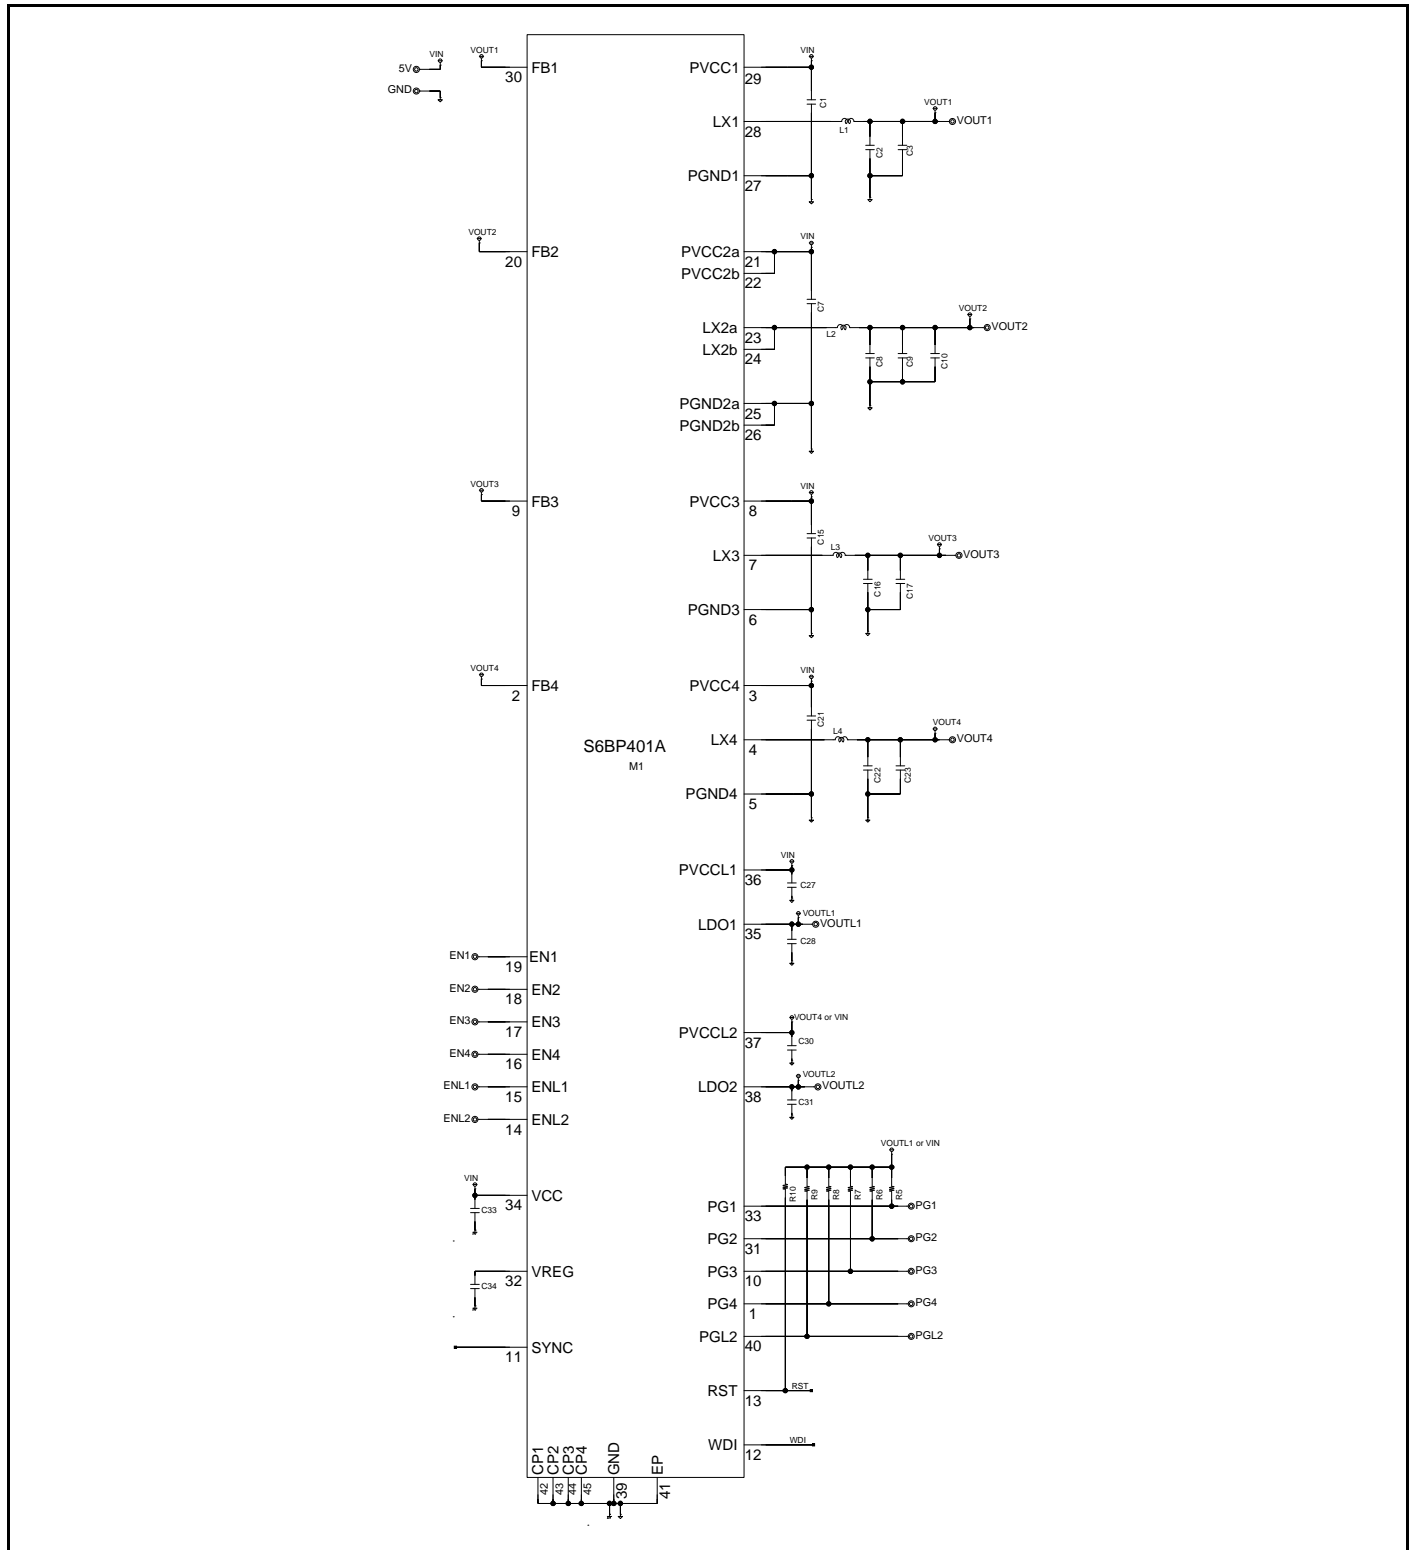 5V
VIN
GND
VOUT1
30
FB1
PVCC1
29
VIN
C1
LX1
28
L1
C2
C3
VOUT1
VOUT1
PGND1
27
VOUT2
20
FB2
PVCC2a
21
PVCC2b
22
VIN
C7
LX2a
23
LX2b
24
L2
C8
C9
C10
VOUT2
VOUT2
PGND2a
25
PGND2b
26
VOUT3
9
FB3
PVCC3
8
VIN
C15
LX3
7
L3
C16
C17
VOUT3
VOUT3
PGND3
6
VOUT4
2
FB4
PVCC4
3
VIN
C21
S6BP401A
M1
LX4
4
L4
C22
C23
VOUT4
VOUT4
PGND4
5
PVCCL1
36
VIN
C27
LDO1
35
VOUTL1
VOUTL1
C28
EN1
19
EN1
EN2
18
EN2
EN3
17
EN3
EN4
16
EN4
ENL1
15
ENL1
ENL2
14
ENL2
PVCCL2
37
VOUT4 or VIN
C30
LDO2
38
VOUTL2
VOUTL2
C31
VIN
C33
34
VCC
C34
32
VREG
11
SYNC
VOUTL1 or VIN
R10
R9
R8
R7
R6
R5
PG1
33
PG1
PG2
31
PG2
PG3
10
PG3
PG4
1
PG4
PGL2
40
PGL2
RST
13
RST
WDI
12
WDI
CP1
CP2
CP3
CP4
GND
EP
42
43
44
45
39
41